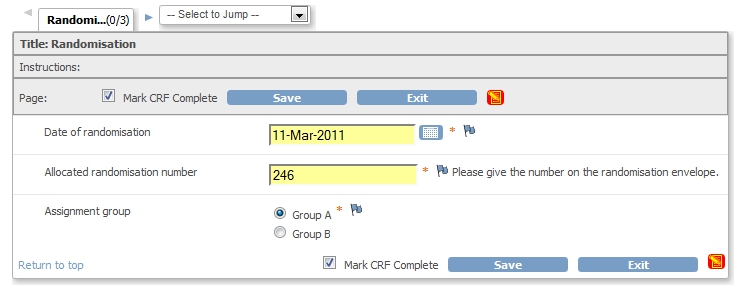 Randomi...(0/3) -- Select to Jump --
Title: Randomisation
Instructions:
Page: Mark CRF Complete Save Exit
Date of randomisation 11-Mar-2011 *
Allocated randomisation number 246 * Please give the number on the randomisation envelope.
Assignment group Group A *
Group B
Return to top Mark CRF Complete Save Exit